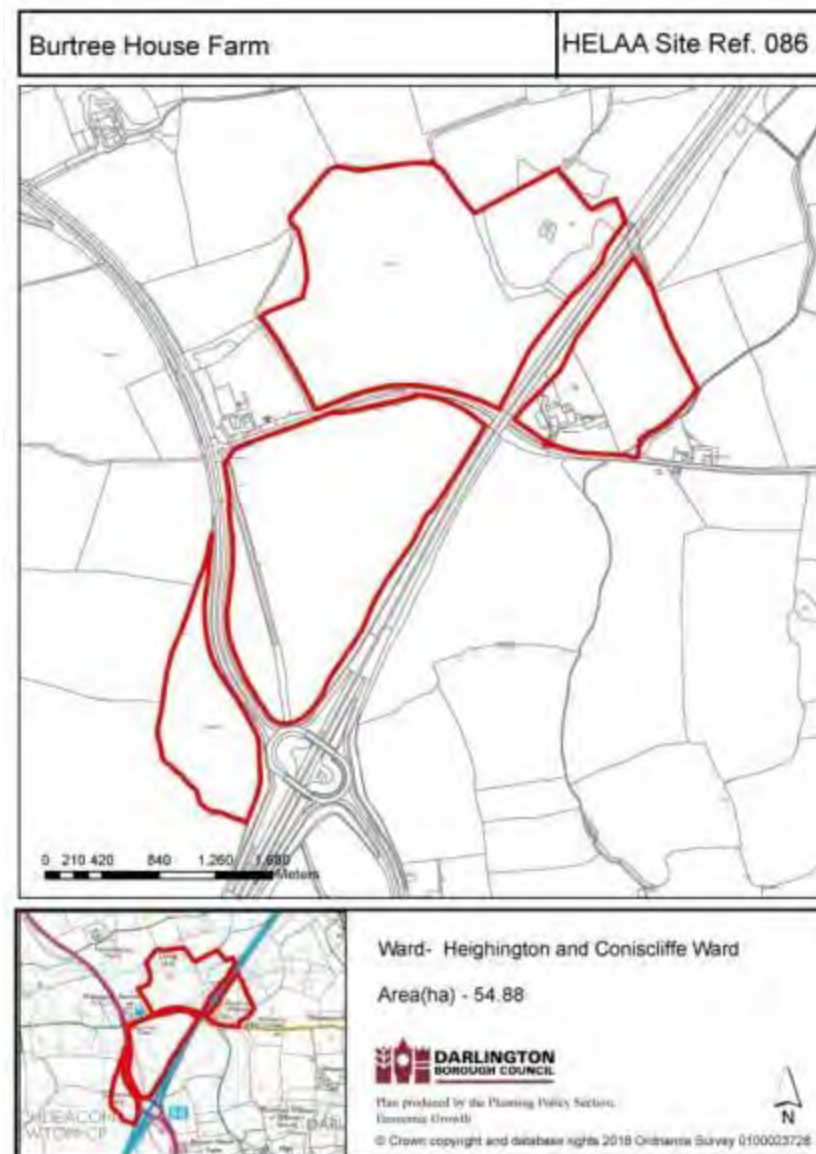 Burtree House Farm
HELAA Site Ref. 086
0 210 420 840 1,260 1,680
Meters
Ward- Heighington and Coniscliffe Ward
Area(ha) - 54.88
DARLINGTON
BOROUGH COUNCIL
Plan produced by the Planning Policy Section,
Economic Growth
N
© Crown copyright and database rights 2018 Ordnance Survey 0100023728